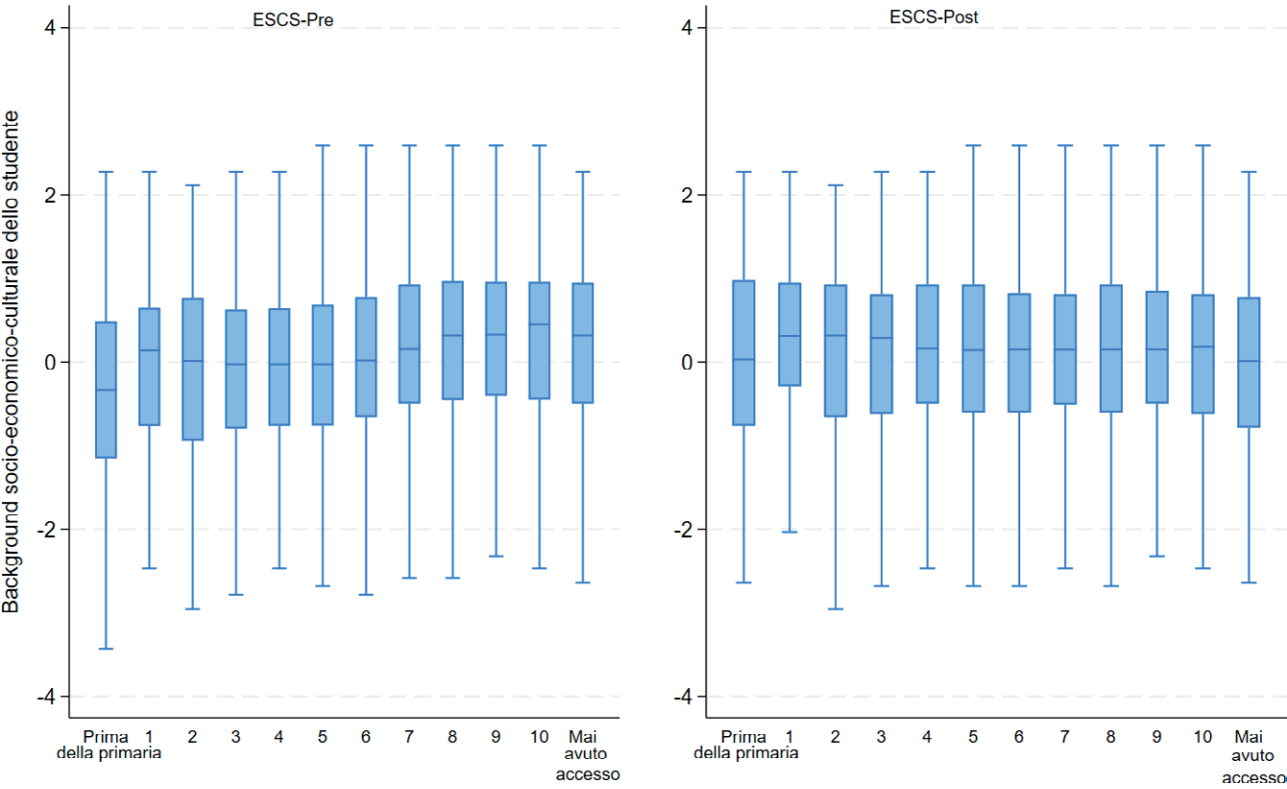 ESCS-Pre
Background socio-economico-culturale dello studente
4
2
0
-2
-4
Prima 1 2 3 4 5 6 7 8 9 10 Mai
della primaria avuto
accesso
ESCS-Post
4
2
0
-2
-4
Prima 1 2 3 4 5 6 7 8 9 10 Mai
della primaria avuto
accesso